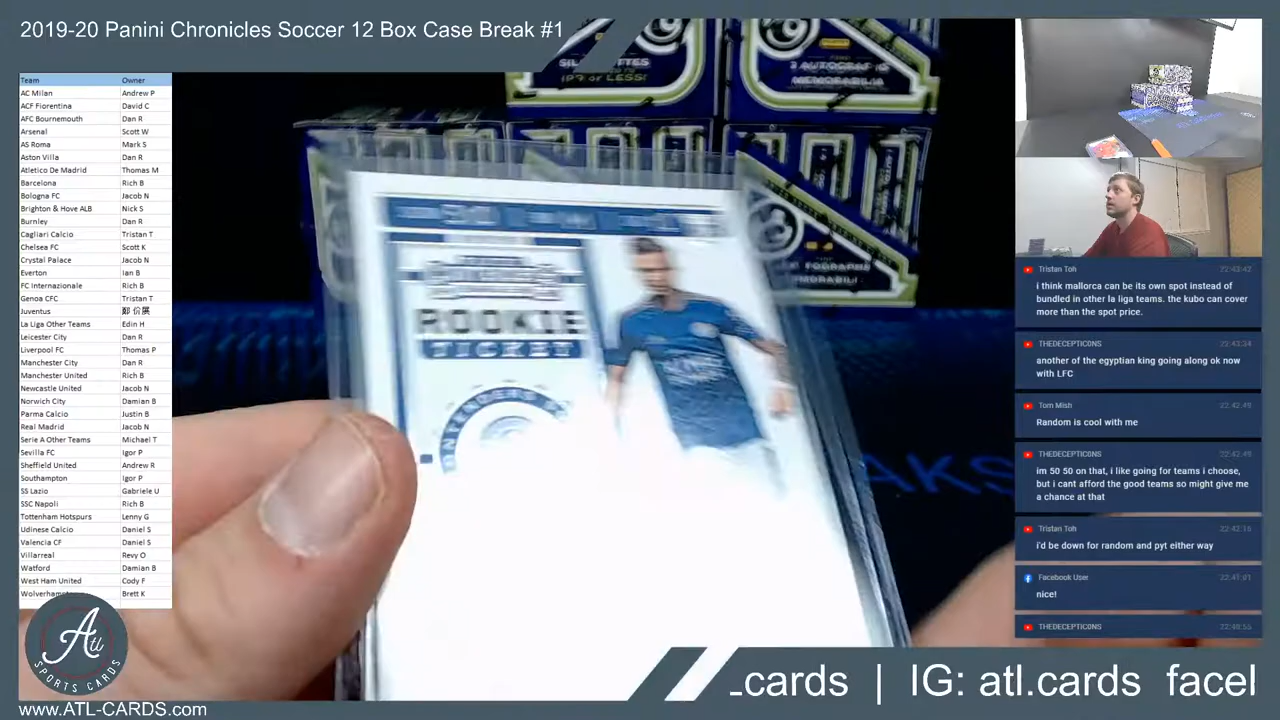 2019-20 Panini Chronicles Soccer 12 Box Case Break #1
Team Owner
AC Milan Andrew P
ACF Fiorentina David C
AFC Bournemouth Dan R
Arsenal Scott W
AS Roma Mark S
Aston Villa Dan R
Atletico De Madrid Thomas M
Barcelona Rich B
Bologna FC Jacob N
Brighton & Hove ALB Nick S
Burnley Dan R
Cagliari Calcio Tristan T
Chelsea FC Scott K
Crystal Palace Jacob N
Everton Ian B
FC Internazionale Rich B
Genoa CFC Tristan T
Juventus 鄭 价展
La Liga Other Teams Edin H
Leicester City Dan R
Liverpool FC Thomas P
Manchester City Dan R
Manchester United Rich B
Newcastle United Jacob N
Norwich City Damian B
Parma Calcio Justin B
Real Madrid Jacob N
Serie A Other Teams Michael T
Sevilla FC Igor P
Sheffield United Andrew R
Southampton Igor P
SS Lazio Gabriele U
SSC Napoli Rich B
Tottenham Hotspurs Lenny G
Udinese Calcio Daniel S
Valencia CF Daniel S
Villarreal Revy O
Watford Damian B
West Ham United Cody F
Brett K
Atl
SPORTS CARDS
www.ATL-CARDS.com
OR LESS!
ROOKIE
TICKET
Tristan Toh 22:43:42
i think mallorca can be its own spot instead of
bundled in other la liga teams. the kubo can cover
more than the spot price.
THEDECEPTICONS 22:43:34
another of the egyptian king going along ok now
with LFC
Tom Mish 22:42:49
Random is cool with me
THEDECEPTICONS 22:42:45
im 50 50 on that, i like going for teams i choose,
but i cant afford the good teams so might give me
a chance at that
Tristan Toh 22:42:16
i'd be down for random and pyt either way
Facebook User 22:41:01
nice!
THEDECEPTICONS
_cards | IG: atl.cards facel